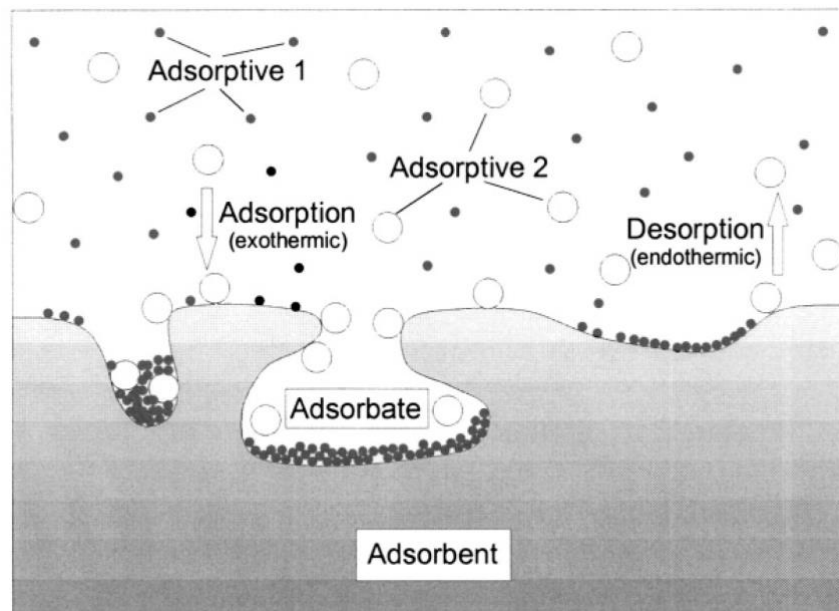 Adsorptive 1
Adsorptive 2
Adsorption
(exothermic)
Desorption
(endothermic)
Adsorbate
Adsorbent